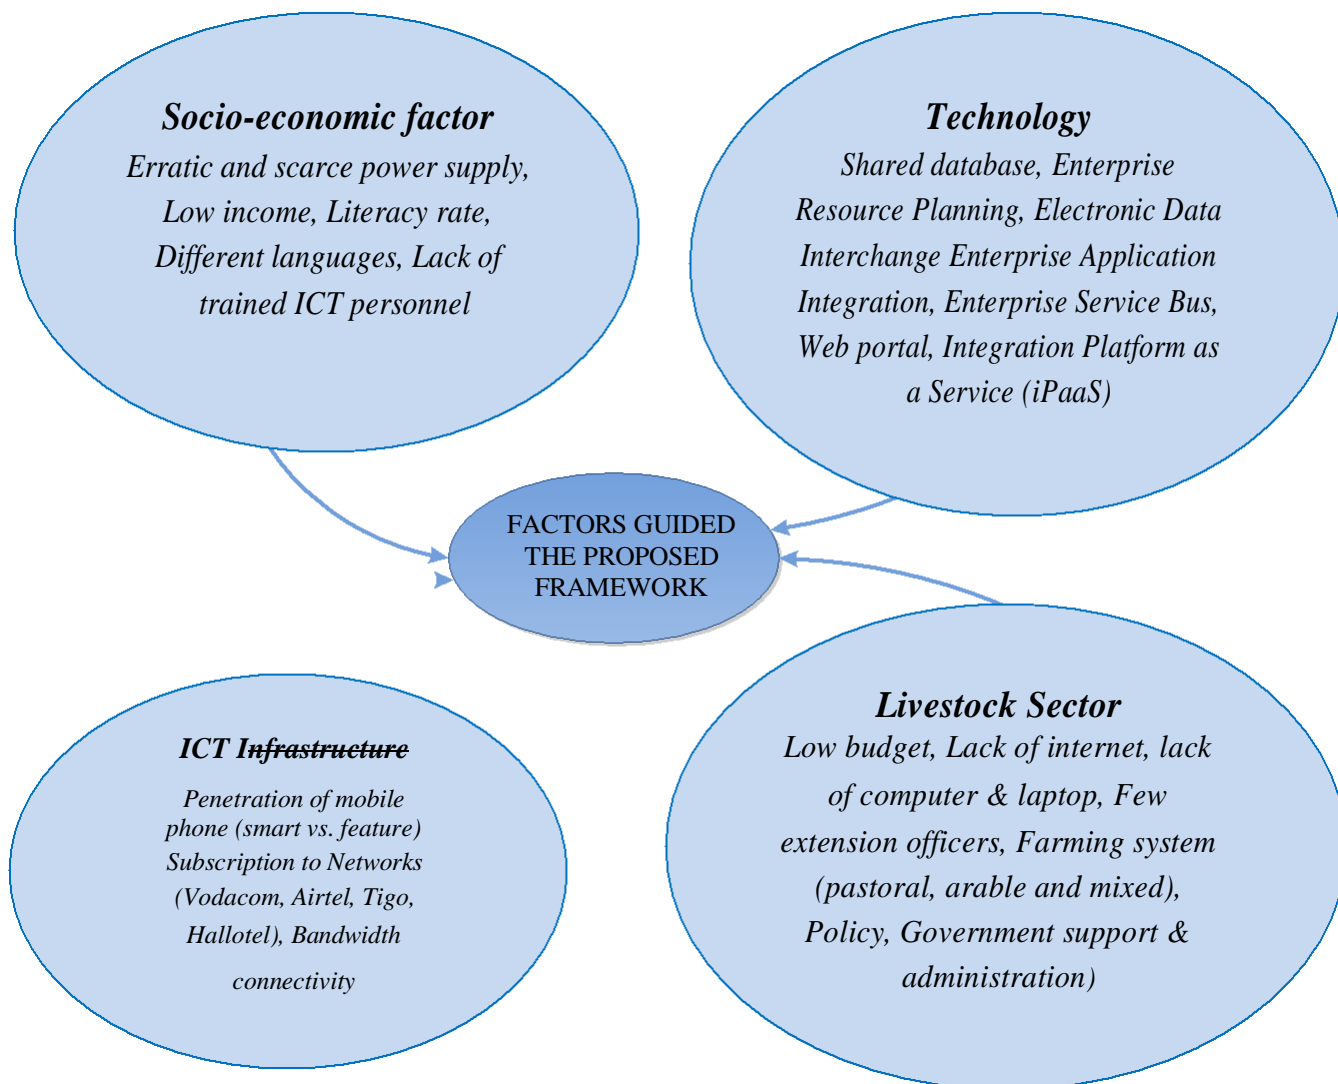 Socio-economic factor
Erratic and scarce power supply,
Low income, Literacy rate,
Different languages, Lack of
trained ICT personnel
Technology
Shared database, Enterprise
Resource Planning, Electronic Data
Interchange Enterprise Application
Integration, Enterprise Service Bus,
Web portal, Integration Platform as
a Service (iPaaS)
FACTORS GUIDED
THE PROPOSED
FRAMEWORK
ICT Infrastructure
Penetration of mobile
phone (smart vs. feature)
Subscription to Networks
(Vodacom, Airtel, Tigo,
Hallotel), Bandwidth
connectivity
Livestock Sector
Low budget, Lack of internet, lack
of computer & laptop, Few
extension officers, Farming system
(pastoral, arable and mixed),
Policy, Government support &
administration)